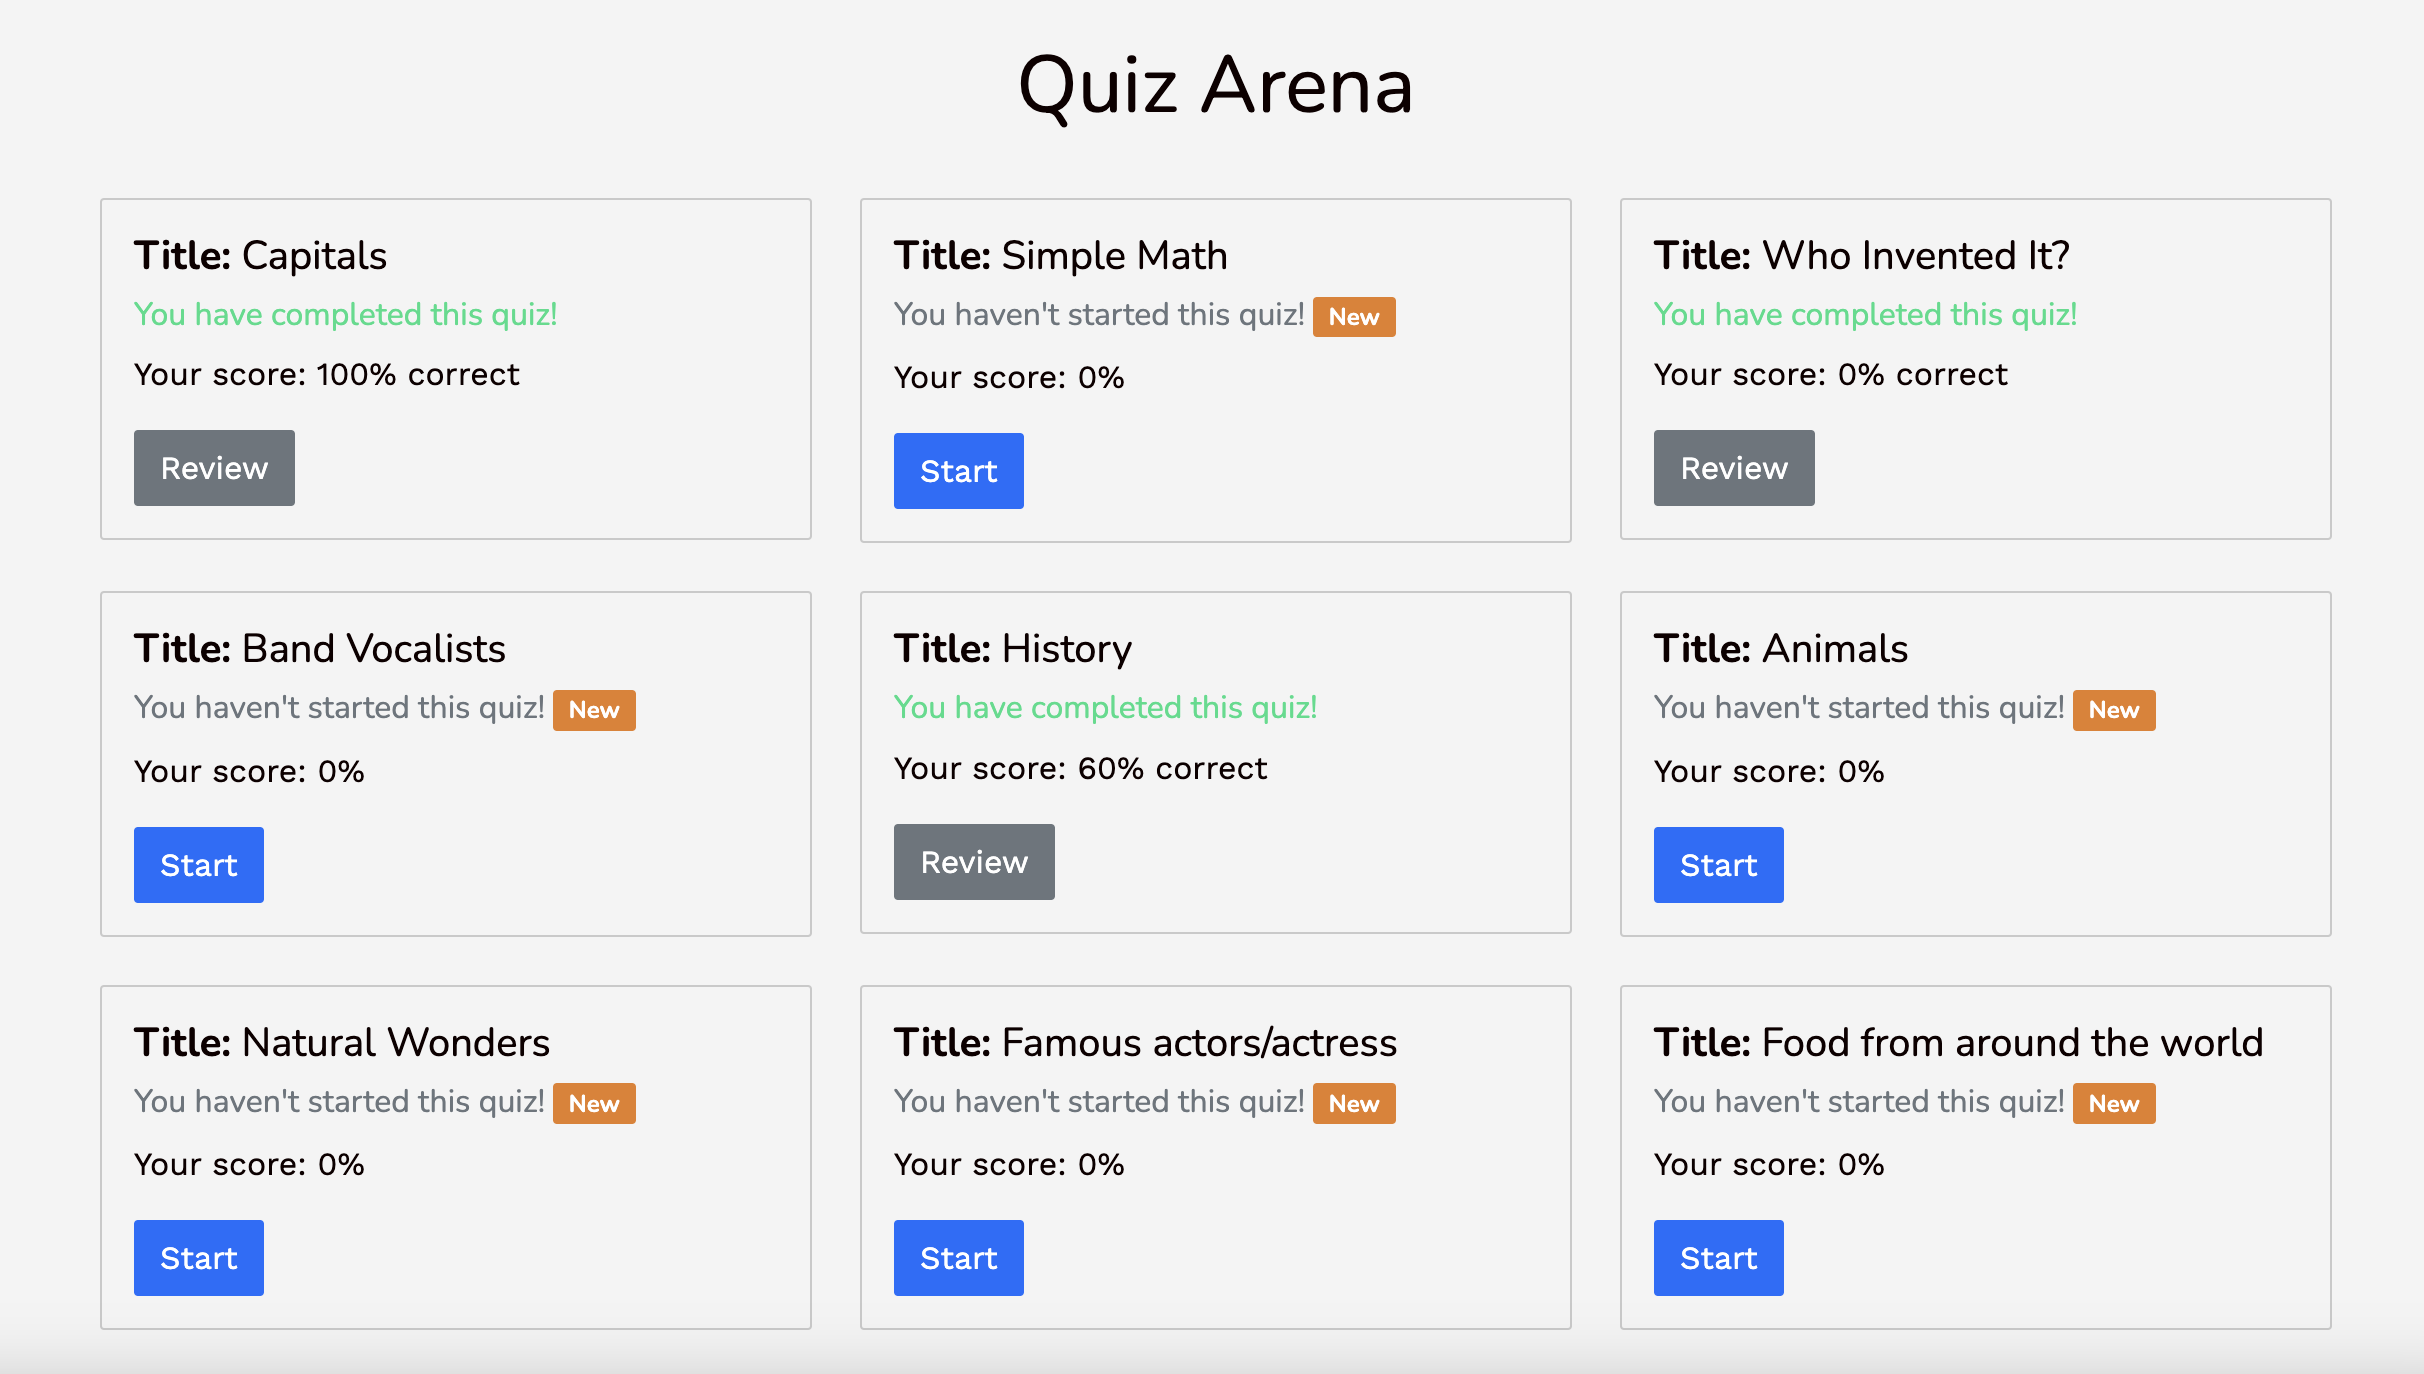 Quiz Arena
Title: Capitals
You have completed this quiz!
Your score: 100% correct
Review
Title: Simple Math
You haven't started this quiz! New
Your score: 0%
Start
Title: Who Invented It?
You have completed this quiz!
Your score: 0% correct
Review
Title: Band Vocalists
You haven't started this quiz! New
Your score: 0%
Start
Title: History
You have completed this quiz!
Your score: 60% correct
Review
Title: Animals
You haven't started this quiz! New
Your score: 0%
Start
Title: Natural Wonders
You haven't started this quiz! New
Your score: 0%
Start
Title: Famous actors/actress
You haven't started this quiz! New
Your score: 0%
Start
Title: Food from around the world
You haven't started this quiz! New
Your score: 0%
Start